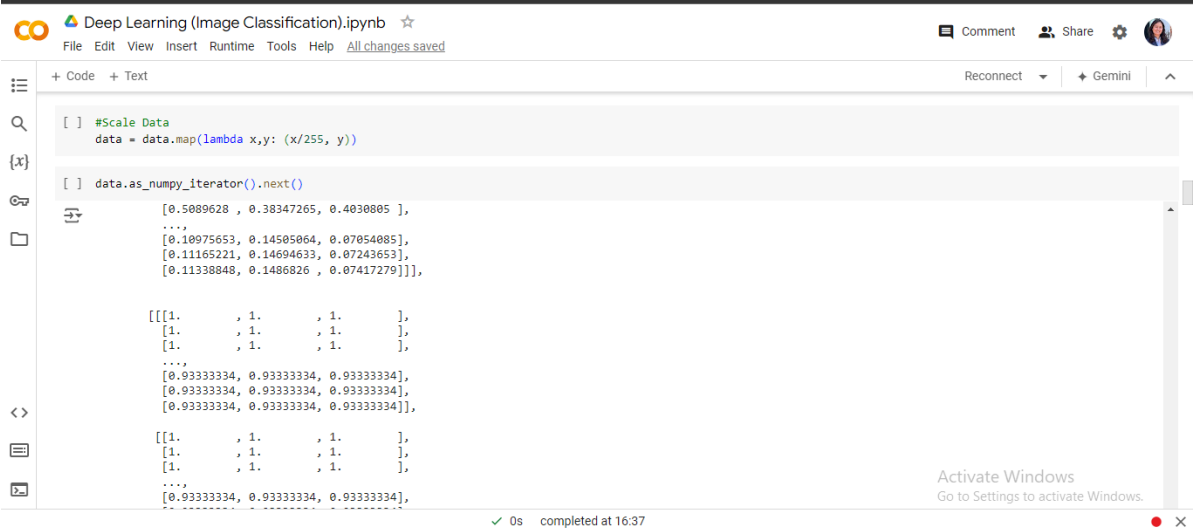 Deep Learning (Image Classification).ipynb
File Edit View Insert Runtime Tools Help All changes saved
Comment
Share
+ Code + Text
Reconnect
Gemini
[ ] #Scale Data
data = data.map(lambda x,y: (x/255, y))
{x}
[ ] data.as_numpy_iterator().next()
[0.5089628 , 0.38347265, 0.4030805 ],
...,
[0.10975653, 0.14505064, 0.07054085],
[0.11165221, 0.14694633, 0.07243653],
[0.11338848, 0.1486826 , 0.07417279]]],
[[[1. , 1. , 1. ],
[1. , 1. , 1. ],
[1. , 1. , 1. ],
...,
[0.93333334, 0.93333334, 0.93333334],
[0.93333334, 0.93333334, 0.93333334],
[0.93333334, 0.93333334, 0.93333334]],
[[1. , 1. , 1. ],
[1. , 1. , 1. ],
[1. , 1. , 1. ],
...,
[0.93333334, 0.93333334, 0.93333334],
Activate Windows
Go to Settings to activate Windows.
0s completed at 16:37